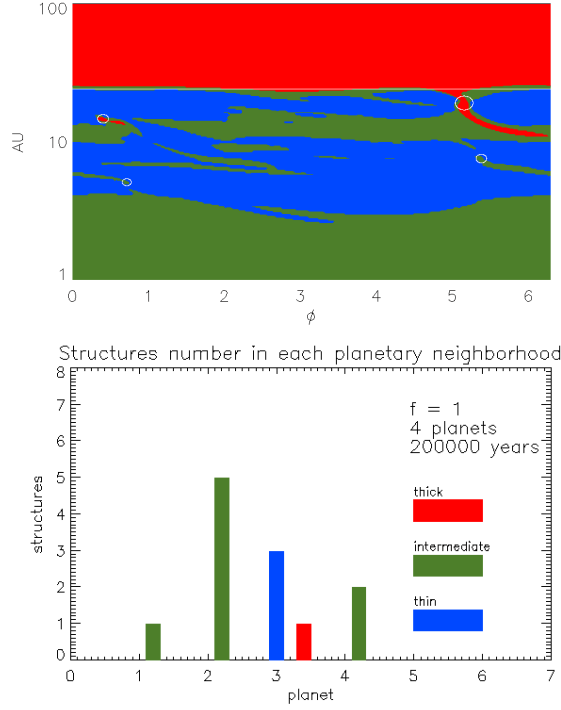 100
AU
10
1
0 1 2 3 4 5 6
ϕ
Structures number in each planetary neighborhood
8
7
f = 1
4 planets
6
200000 years
5
thick
4
structures
intermediate
3
2
thin
1
0
0 1 2 3 4 5 6 7
planet